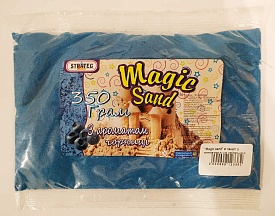 STRATEG
Magic
Sand
350
Грам
З ароматом
чорниці